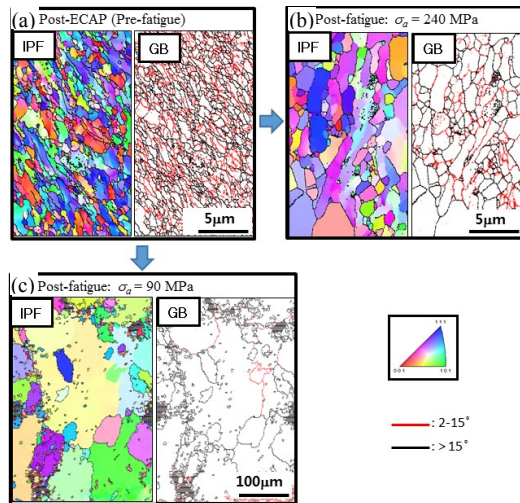 (a) Post-ECAP (Pre-fatigue)
IPF
GB
5μm
(b) Post-fatigue: σa = 240 MPa
IPF
GB
5μm
(c) Post-fatigue: σa = 90 MPa
IPF
GB
100μm
111
001
101
: 2-15˚
: >15˚